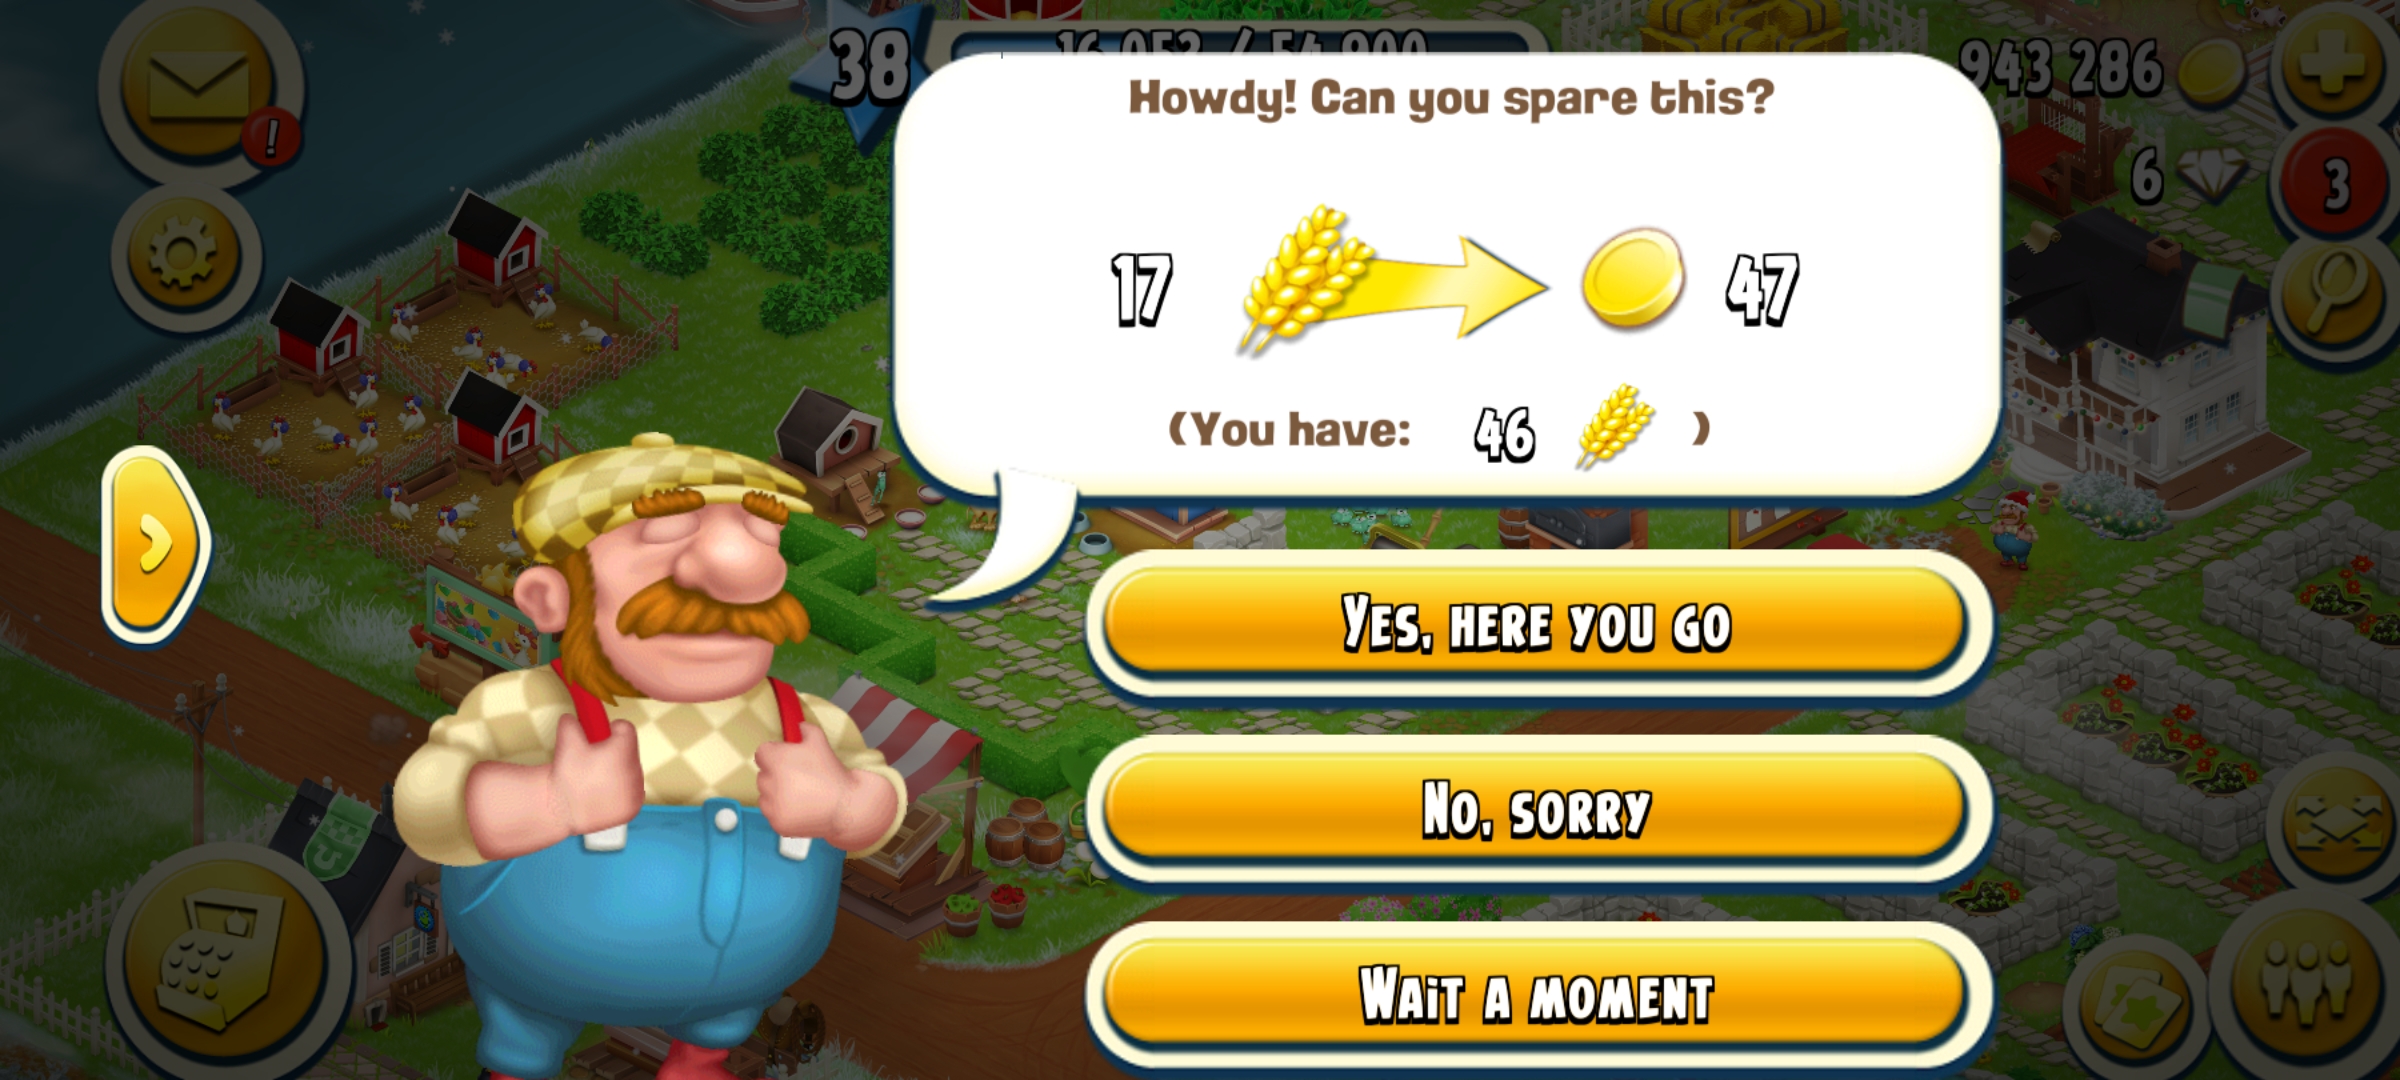 38
943 286
Howdy! Can you spare this?
6
3
17
47
(You have: 46 )
Yes, here you go
No, sorry
Wait a moment